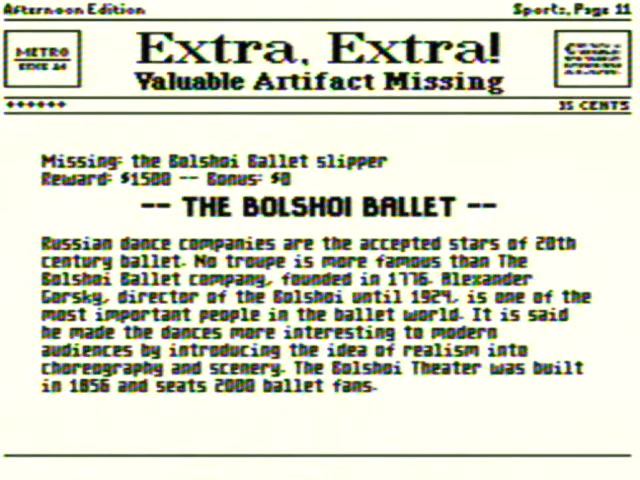 Afternoon Edition
Sports, Page 11
METRO
Extra, Extra!
Valuable Artifact Missing
35 CENTS
Missing: the Bolshoi Ballet slipper
Reward: $1500 -- Bonus: $0
-- THE BOLSHOI BALLET --
Russian dance companies are the accepted stars of 20th
century ballet. No troupe is more famous than The
Bolshoi Ballet company, founded in 1776. Alexander
Gorsky, director of the Bolshoi until 1924, is one of the
most important people in the ballet world. It is said
he made the dances more interesting to modern
audiences by introducing the idea of realism into
choreography and scenery. The Bolshoi Theater was built
in 1856 and seats 2000 ballet fans.